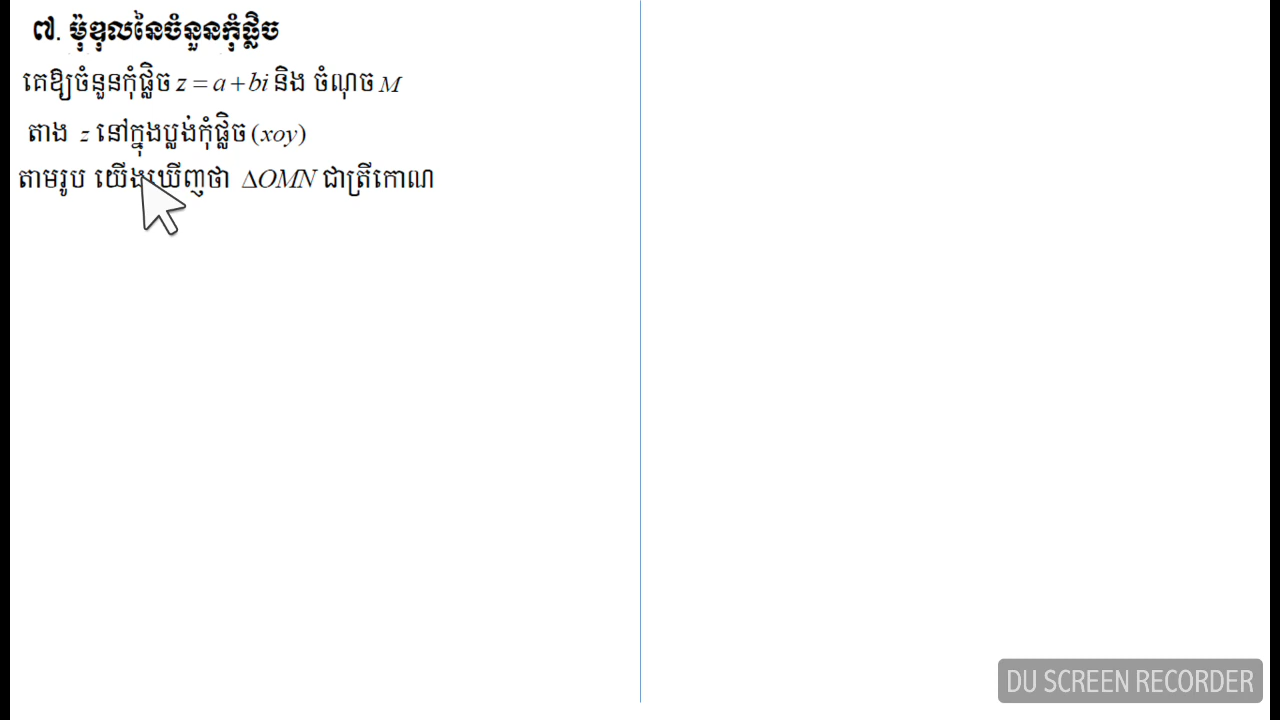 ៧. ម៉ូឌុលនៃចំនួនកុំផ្លិច
គេឱ្យចំនួនកុំផ្លិច z = a + bi និង ចំណុច M
តាង z នៅក្នុងប្លង់កុំផ្លិច (xoy)
តាមរូប យើងឃើញថា ΔOMN ជាត្រីកោណ
DU SCREEN RECORDER